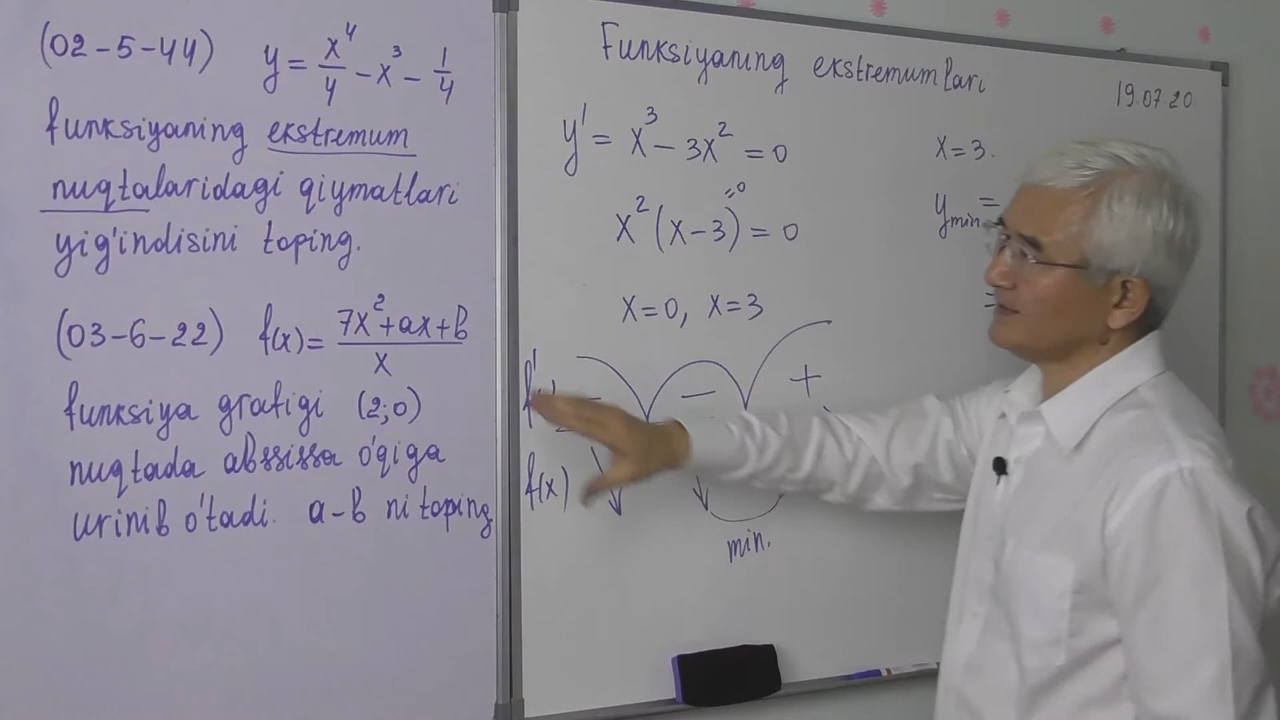 (02-5-44) y = x⁴/4 - x³ - 1/4
funksiyaning ekstremum
nuqtalaridagi qiymatlari
yig'indisini toping.
(03-6-22) f(x) = (7x²+ax+b)/x
funksiya grafigi (2;0)
nuqtada abssissa o'qiga
urinib o'tadi. a-b ni toping
Funksiyaning ekstremumlari
19.07.20
y' = x³ - 3x² = 0
x²(x-3) = 0
=0
x=0, x=3
f'
- - +
f(x)
min.
x=3.
y min =
=